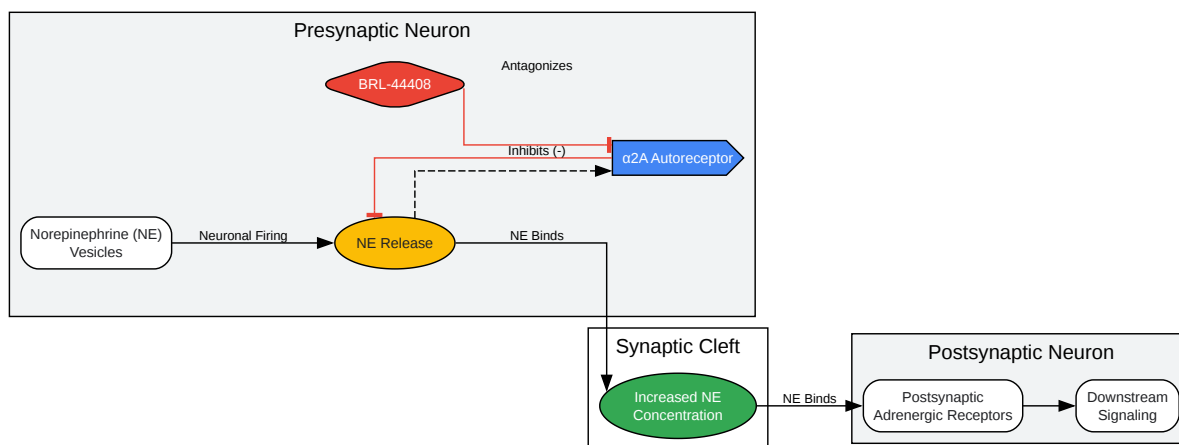 Presynaptic Neuron
Antagonizes
BRL-44408
Inhibits (-)
α2A Autoreceptor
Norepinephrine (NE)
Vesicles
Neuronal Firing
NE Release
NE Binds
Synaptic Cleft
Increased NE
Concentration
NE Binds
Postsynaptic Neuron
Postsynaptic
Adrenergic Receptors
Downstream
Signaling